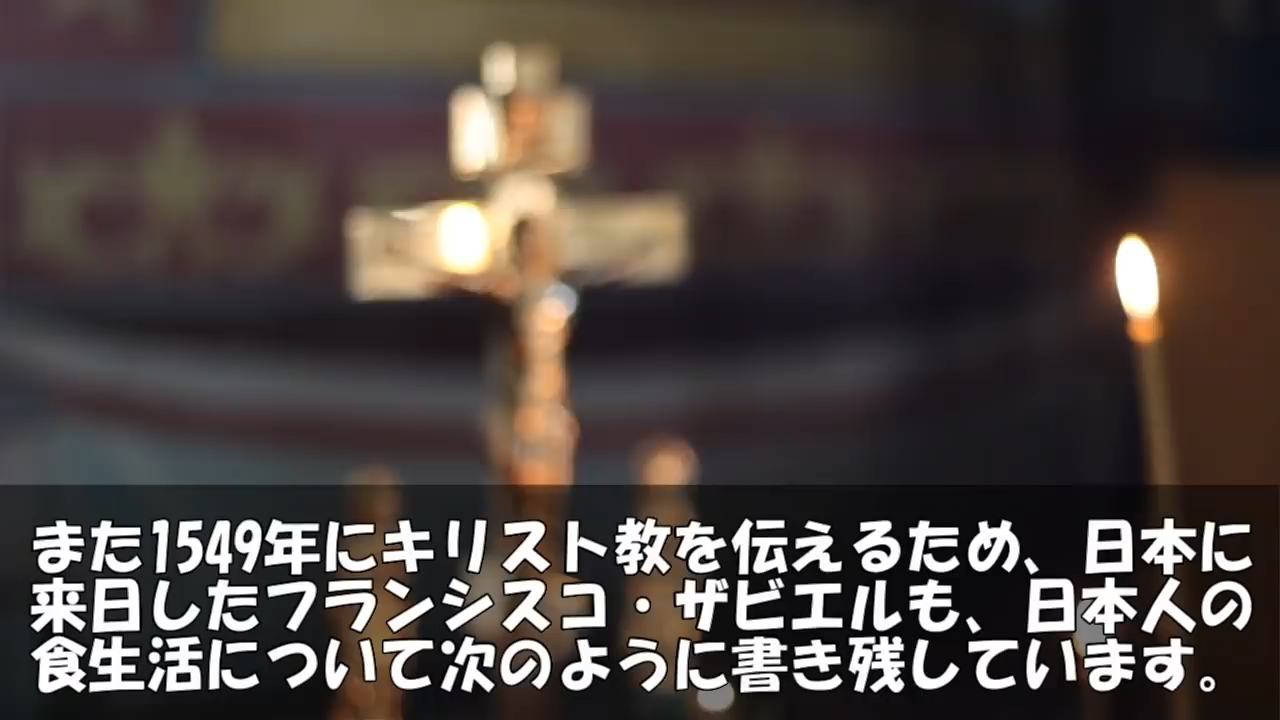 また1549年にキリスト教を伝えるため、日本に
来日したフランシスコ・ザビエルも、日本人の
食生活について次のように書き残しています。